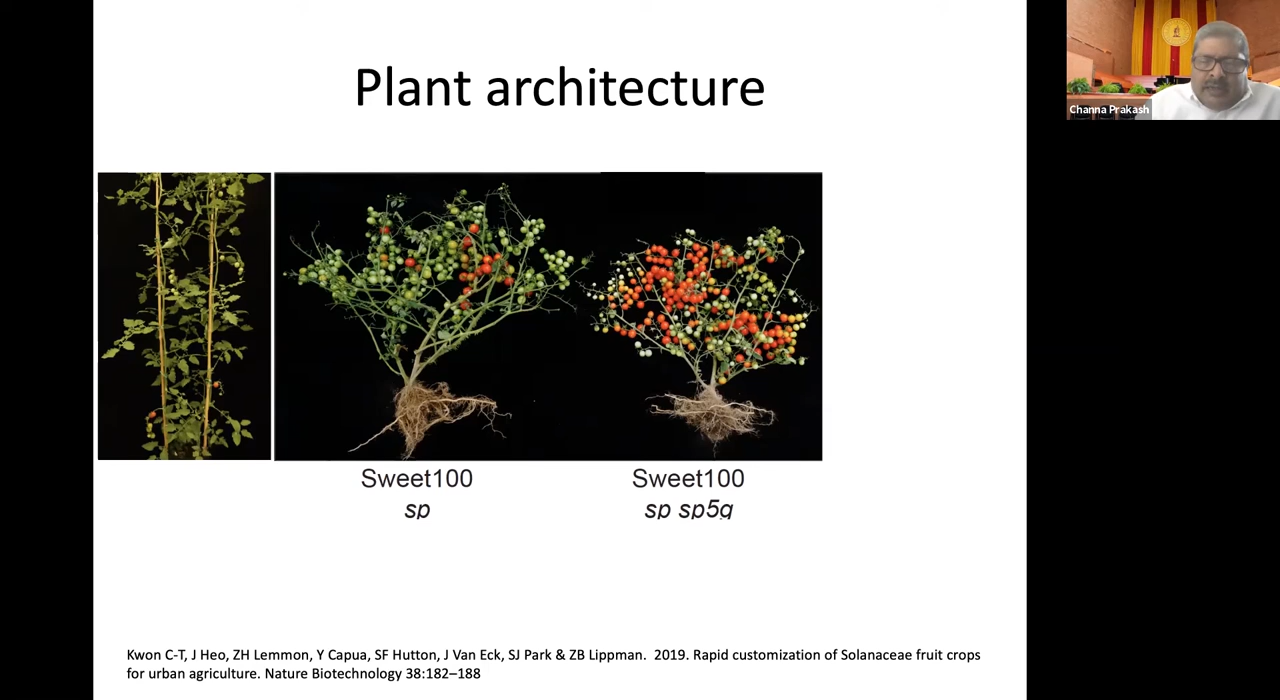 Plant architecture
Channa Prakash
Sweet100
sp
Sweet100
sp sp5g
Kwon C-T, J Heo, ZH Lemmon, Y Capua, SF Hutton, J Van Eck, SJ Park & ZB Lippman.  2019. Rapid customization of Solanaceae fruit crops
for urban agriculture. Nature Biotechnology 38:182–188